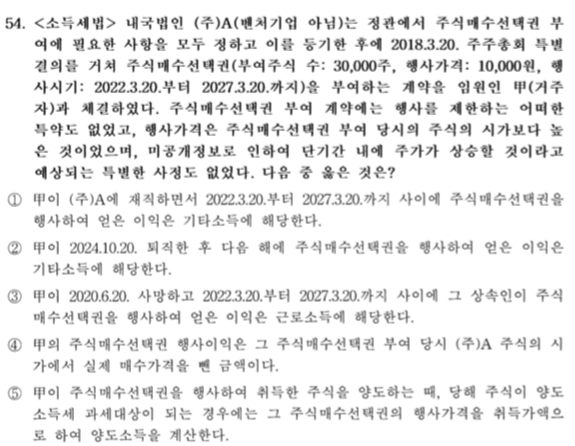 54. <소득세법> 내국법인 (주)A(벤처기업 아님)는 정관에서 주식매수선택권 부
여에 필요한 사항을 모두 정하고 이를 등기한 후에 2018.3.20. 주주총회 특별
결의를 거쳐 주식매수선택권(부여주식 수: 30,000주, 행사가격: 10,000원, 행
사시기: 2022.3.20.부터 2027.3.20.까지)을 부여하는 계약을 임원인 甲(거주
자)과 체결하였다. 주식매수선택권 부여 계약에는 행사를 제한하는 어떠한
특약도 없었고, 행사가격은 주식매수선택권 부여 당시의 주식의 시가보다 높
은 것이었으며, 미공개정보로 인하여 단기간 내에 주가가 상승할 것이라고
예상되는 특별한 사정도 없었다. 다음 중 옳은 것은?
① 甲이 (주)A에 재직하면서 2022.3.20.부터 2027.3.20.까지 사이에 주식매수선택권을
행사하여 얻은 이익은 기타소득에 해당한다.
② 甲이 2024.10.20. 퇴직한 후 다음 해에 주식매수선택권을 행사하여 얻은 이익은
기타소득에 해당한다.
③ 甲이 2020.6.20. 사망하고 2022.3.20.부터 2027.3.20.까지 사이에 그 상속인이 주식
매수선택권을 행사하여 얻은 이익은 근로소득에 해당한다.
④ 甲의 주식매수선택권 행사이익은 그 주식매수선택권 부여 당시 (주)A 주식의 시
가에서 실제 매수가격을 뺀 금액이다.
⑤ 甲이 주식매수선택권을 행사하여 취득한 주식을 양도하는 때, 당해 주식이 양도
소득세 과세대상이 되는 경우에는 그 주식매수선택권의 행사가격을 취득가액으
로 하여 양도소득을 계산한다.